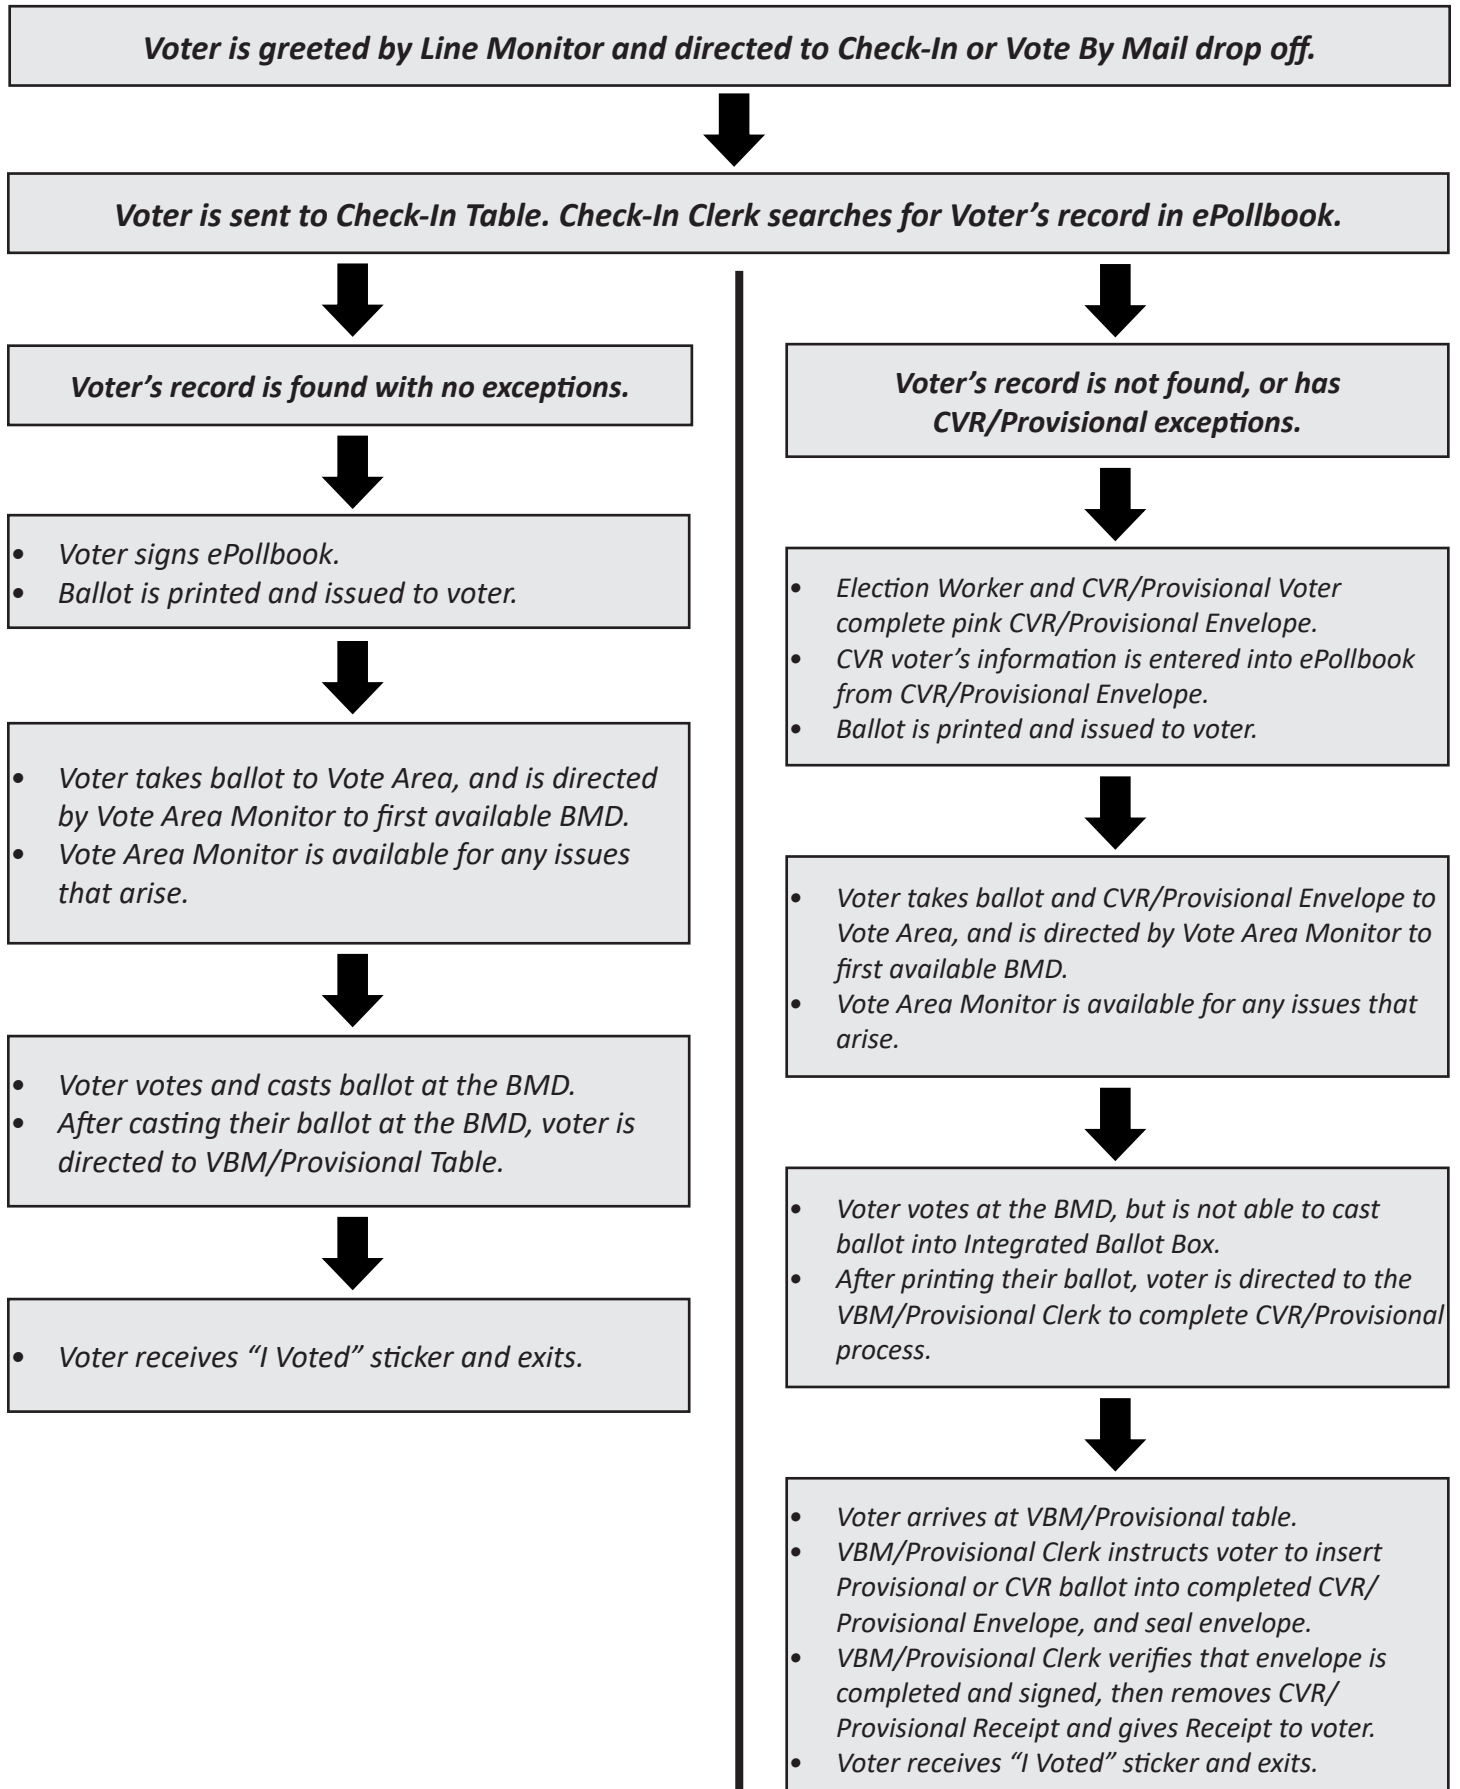 Voter is greeted by Line Monitor and directed to Check-In or Vote By Mail drop off.
Voter is sent to Check-In Table. Check-In Clerk searches for Voter’s record in ePollbook.
Voter’s record is found with no exceptions.
• Voter signs ePollbook.
• Ballot is printed and issued to voter.
• Voter takes ballot to Vote Area, and is directed
by Vote Area Monitor to first available BMD.
• Vote Area Monitor is available for any issues
that arise.
• Voter votes and casts ballot at the BMD.
• After casting their ballot at the BMD, voter is
directed to VBM/Provisional Table.
• Voter receives “I Voted” sticker and exits.
Voter’s record is not found, or has
CVR/Provisional exceptions.
• Election Worker and CVR/Provisional Voter
complete pink CVR/Provisional Envelope.
• CVR voter’s information is entered into ePollbook
from CVR/Provisional Envelope.
• Ballot is printed and issued to voter.
• Voter takes ballot and CVR/Provisional Envelope to
Vote Area, and is directed by Vote Area Monitor to
first available BMD.
• Vote Area Monitor is available for any issues that
arise.
• Voter votes at the BMD, but is not able to cast
ballot into Integrated Ballot Box.
• After printing their ballot, voter is directed to the
VBM/Provisional Clerk to complete CVR/Provisional
process.
• Voter arrives at VBM/Provisional table.
• VBM/Provisional Clerk instructs voter to insert
Provisional or CVR ballot into completed CVR/
Provisional Envelope, and seal envelope.
• VBM/Provisional Clerk verifies that envelope is
completed and signed, then removes CVR/
Provisional Receipt and gives Receipt to voter.
• Voter receives “I Voted” sticker and exits.